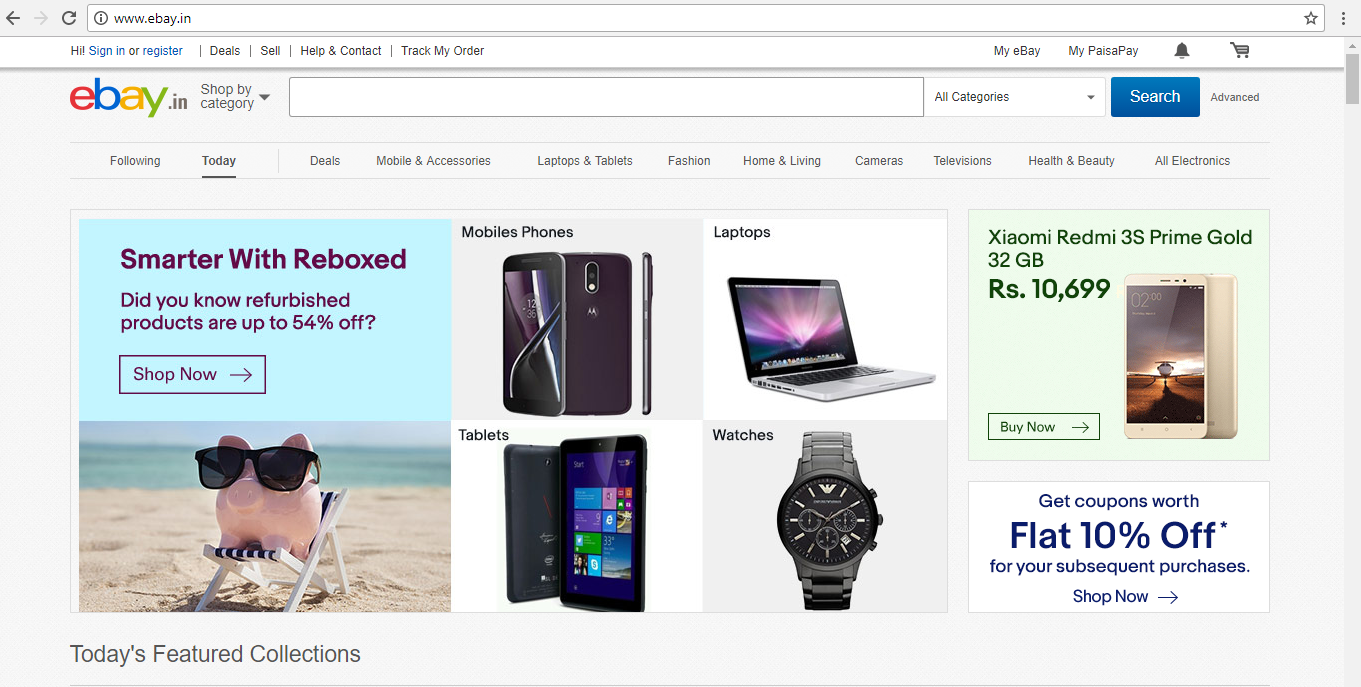 www.ebay.in
Hi! Sign in or register | Deals | Sell | Help & Contact | Track My Order
My eBay My PaisaPay
ebay.in
Shop by
category
All Categories
Search
Advanced
Following Today Deals Mobile & Accessories Laptops & Tablets Fashion Home & Living Cameras Televisions Health & Beauty All Electronics
Smarter With Reboxed
Did you know refurbished
products are up to 54% off?
Shop Now
Mobiles Phones
Laptops
Tablets
Start
Watches
Xiaomi Redmi 3S Prime Gold
32 GB
Rs. 10,699
02:00
Buy Now
Get coupons worth
Flat 10% Off*
for your subsequent purchases.
Shop Now
Today's Featured Collections